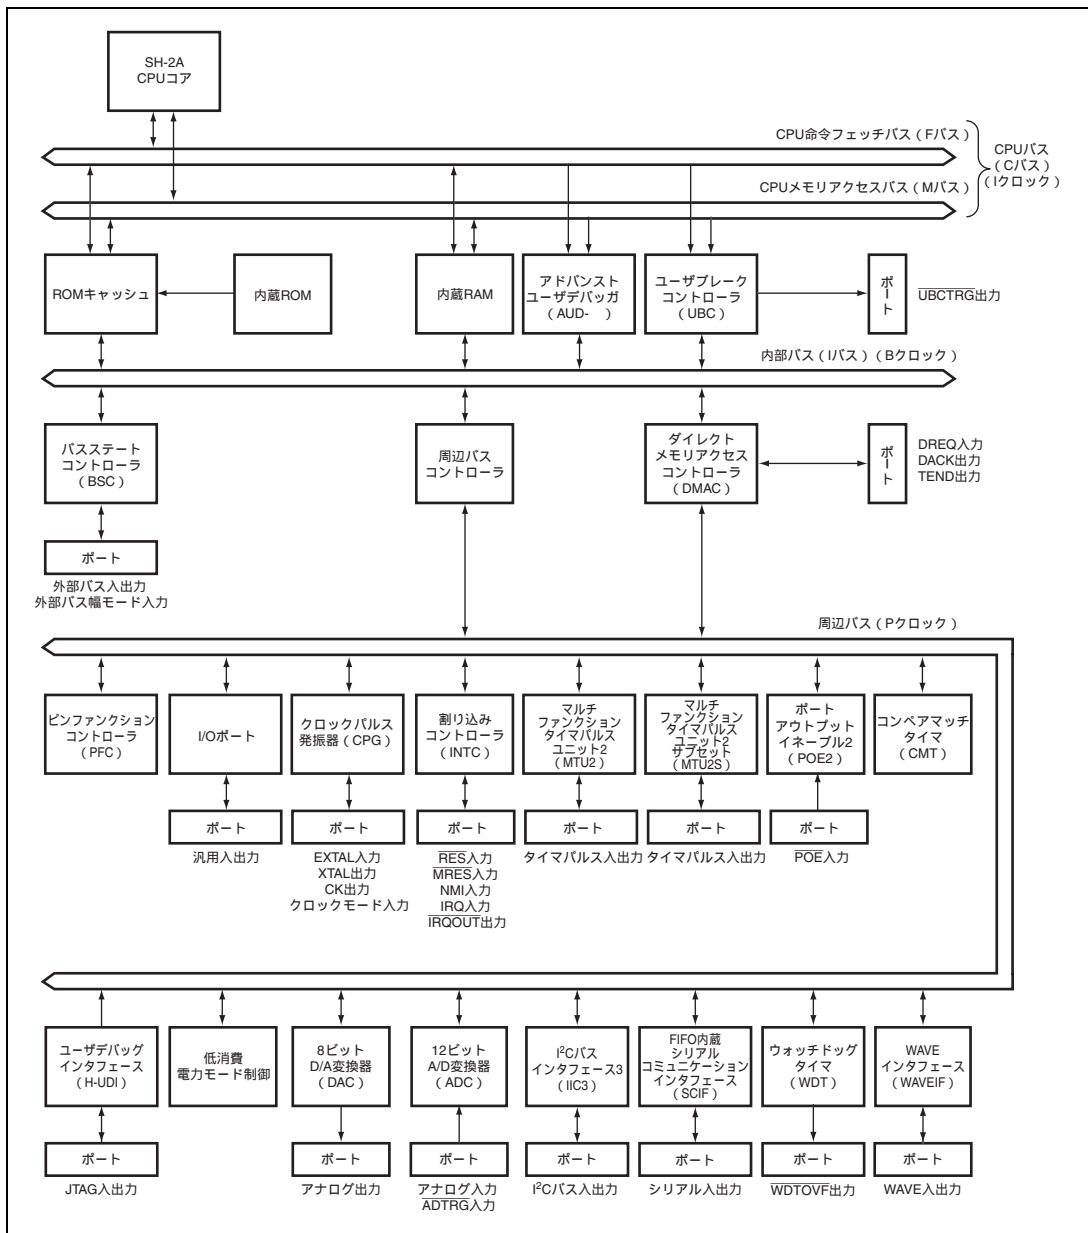 SH-2A
CPUコア
CPU命令フェッチバス（Fバス）
CPUメモリアクセスバス（Mバス）
CPUバス
（Cバス）
（Iクロック）
ROMキャッシュ
内蔵ROM
内蔵RAM
アドバンスト
ユーザデバッガ
（AUD-　）
ユーザブレーク
コントローラ
（UBC）
ポート
UBCTRG出力
内部バス（Iバス）（Bクロック）
バスステート
コントローラ
（BSC）
周辺バス
コントローラ
ダイレクト
メモリアクセス
コントローラ
（DMAC）
ポート
DREQ入力
DACK出力
TEND出力
ポート
外部バス入出力
外部バス幅モード入力
周辺バス（Pクロック）
ピンファンクション
コントローラ
（PFC）
I/Oポート
クロックパルス
発振器（CPG）
割り込み
コントローラ
（INTC）
マルチ
ファンクション
タイマパルス
ユニット2
（MTU2）
マルチ
ファンクション
タイマパルス
ユニット2
サブセット
（MTU2S）
ポート
アウトプット
イネーブル2
（POE2）
コンペアマッチ
タイマ
（CMT）
ポート
汎用入出力
ポート
EXTAL入力
XTAL出力
CK出力
クロックモード入力
ポート
RES入力
MRES入力
NMI入力
IRQ入力
IRQOUT出力
ポート
タイマパルス入出力
ポート
タイマパルス入出力
ポート
POE入力
ユーザデバッグ
インタフェース
（H-UDI）
低消費
電力モード制御
8ビット
D/A変換器
（DAC）
12ビット
A/D変換器
（ADC）
I²Cバス
インタフェース3
（IIC3）
FIFO内蔵
シリアル
コミュニケーション
インタフェース
（SCIF）
ウォッチドッグ
タイマ
（WDT）
WAVE
インタフェース
（WAVEIF）
ポート
JTAG入出力
ポート
アナログ出力
ポート
アナログ入力
ADTRG入力
ポート
I²Cバス入出力
ポート
シリアル入出力
ポート
WDTOVF出力
ポート
WAVE入出力